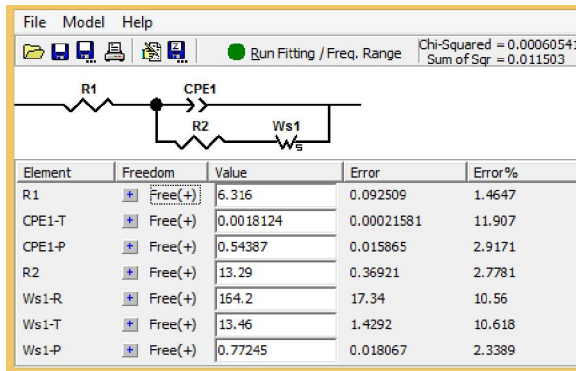 File Model Help
Run Fitting / Freq. Range Chi-Squared = 0.00060541
Sum of Sqr = 0.011503
R1 CPE1
R2 Ws1
Element Freedom Value Error Error%
R1 + Free(+) 6.316 0.092509 1.4647
CPE1-T + Free(+) 0.0018124 0.00021581 11.907
CPE1-P + Free(+) 0.54387 0.015865 2.9171
R2 + Free(+) 13.29 0.36921 2.7781
Ws1-R + Free(+) 164.2 17.34 10.56
Ws1-T + Free(+) 13.46 1.4292 10.618
Ws1-P + Free(+) 0.77245 0.018067 2.3389